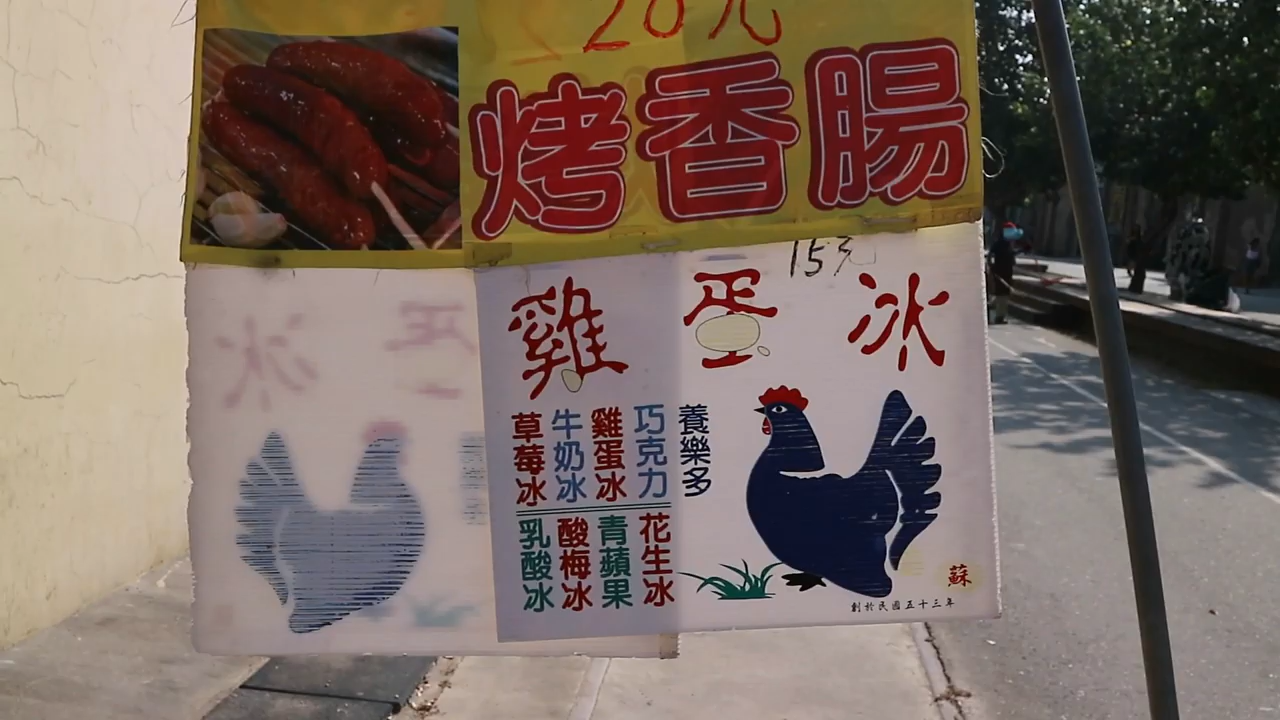 20元
烤香腸
15元
雞蛋冰
養樂多
巧克力
雞蛋冰
牛奶冰
草莓冰
花生冰
青蘋果
酸梅冰
乳酸冰
蘇
創於民國五十三年